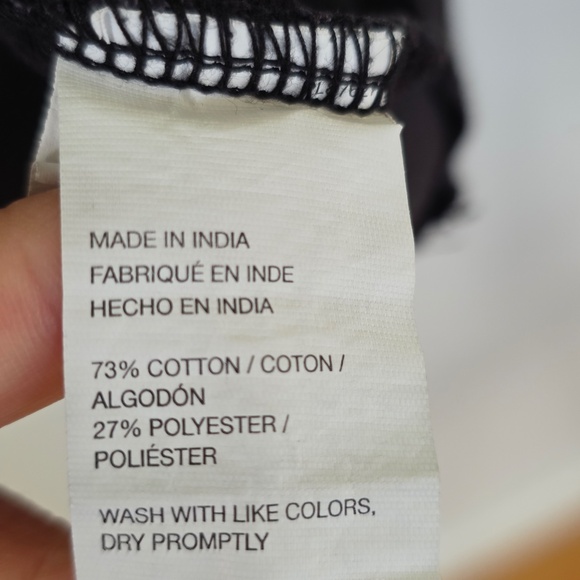 MADE IN INDIA
FABRIQUÉ EN INDE
HECHO EN INDIA
73% COTTON / COTON /
ALGODÓN
27% POLYESTER /
POLIÉSTER
WASH WITH LIKE COLORS,
DRY PROMPTLY